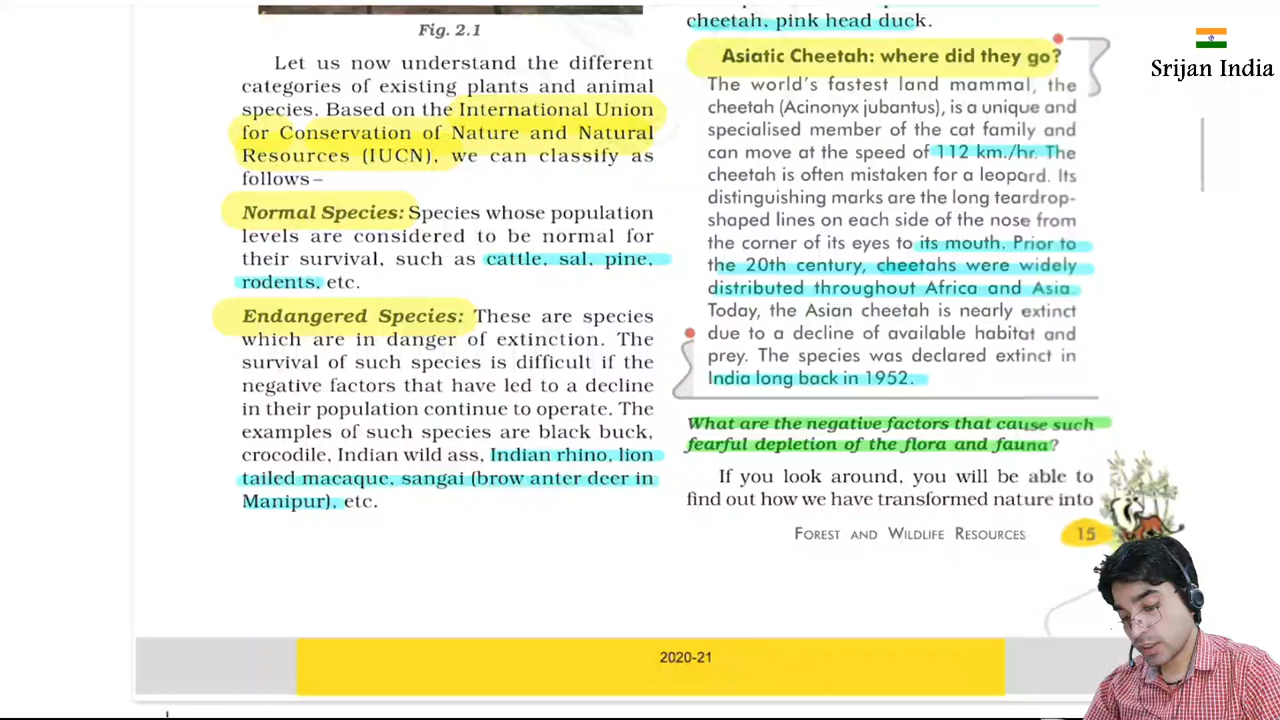 Fig. 2.1
Let us now understand the different
categories of existing plants and animal
species. Based on the International Union
for Conservation of Nature and Natural
Resources (IUCN), we can classify as
follows–
Normal Species: Species whose population
levels are considered to be normal for
their survival, such as cattle, sal, pine,
rodents, etc.
Endangered Species: These are species
which are in danger of extinction. The
survival of such species is difficult if the
negative factors that have led to a decline
in their population continue to operate. The
examples of such species are black buck,
crocodile, Indian wild ass, Indian rhino, lion
tailed macaque, sangai (brow anter deer in
Manipur), etc.
cheetah, pink head duck.
Asiatic Cheetah: where did they go?
The world's fastest land mammal, the
cheetah (Acinonyx jubantus), is a unique and
specialised member of the cat family and
can move at the speed of 112 km./hr. The
cheetah is often mistaken for a leopard. Its
distinguishing marks are the long teardrop-
shaped lines on each side of the nose from
the corner of its eyes to its mouth. Prior to
the 20th century, cheetahs were widely
distributed throughout Africa and Asia.
Today, the Asian cheetah is nearly extinct
due to a decline of available habitat and
prey. The species was declared extinct in
India long back in 1952.
What are the negative factors that cause such
fearful depletion of the flora and fauna?
If you look around, you will be able to
find out how we have transformed nature into
FOREST AND WILDLIFE RESOURCES 15
2020-21
Srijan India